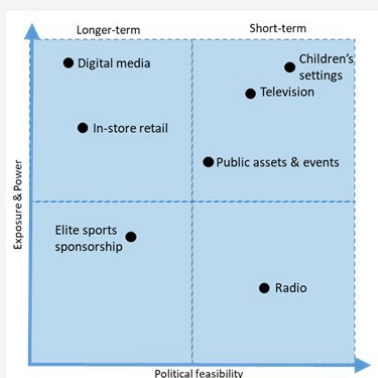 Longer-term
Short-term
Digital media
Children's
settings
Television
In-store retail
Public assets & events
Elite sports
sponsorship
Radio
Exposure & Power
Political feasibility